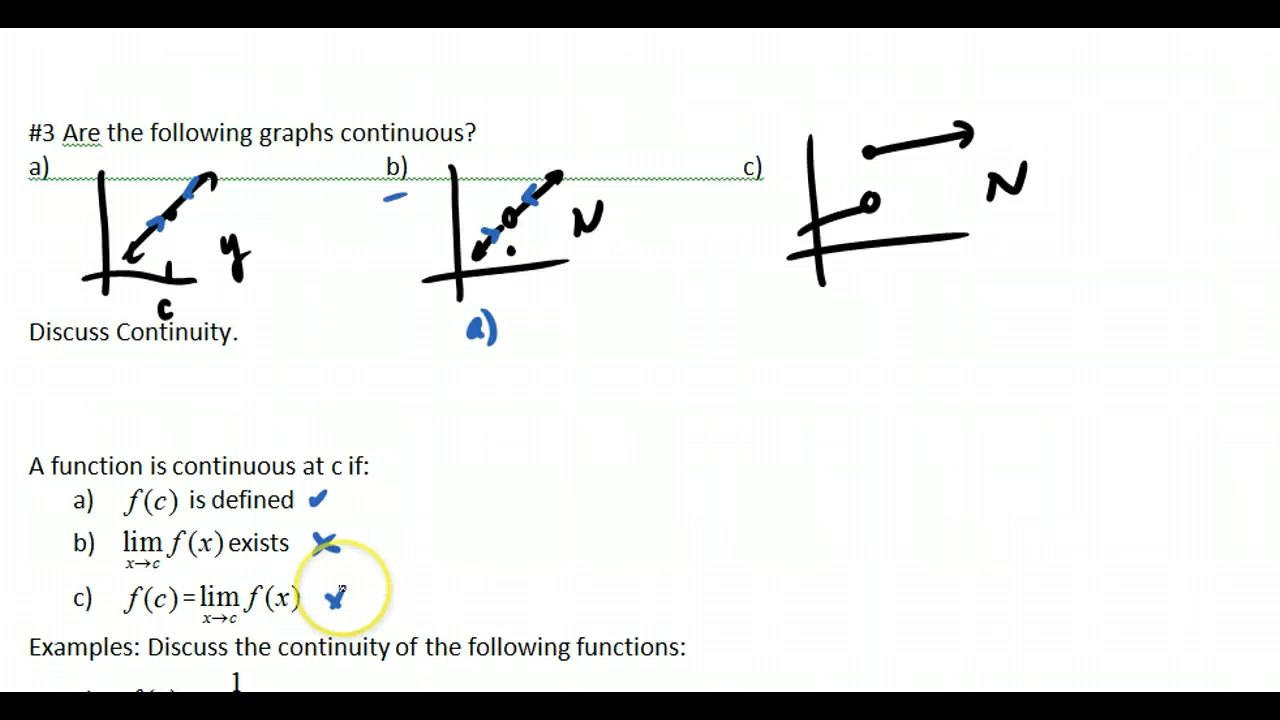 #3 Are the following graphs continuous?
a) b) c)
y N N
c
a)
Discuss Continuity.
A function is continuous at c if:
a) f(c) is defined
b) lim f(x) exists
x→c
c) f(c)=lim f(x)
x→c
Examples: Discuss the continuity of the following functions:
1